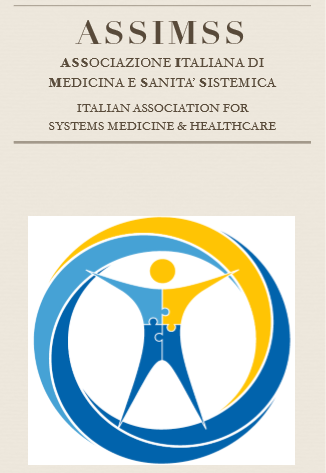 ASSIMSS
ASSOCIAZIONE ITALIANA DI
MEDICINA E SANITA’ SISTEMICA
ITALIAN ASSOCIATION FOR
SYSTEMS MEDICINE & HEALTHCARE